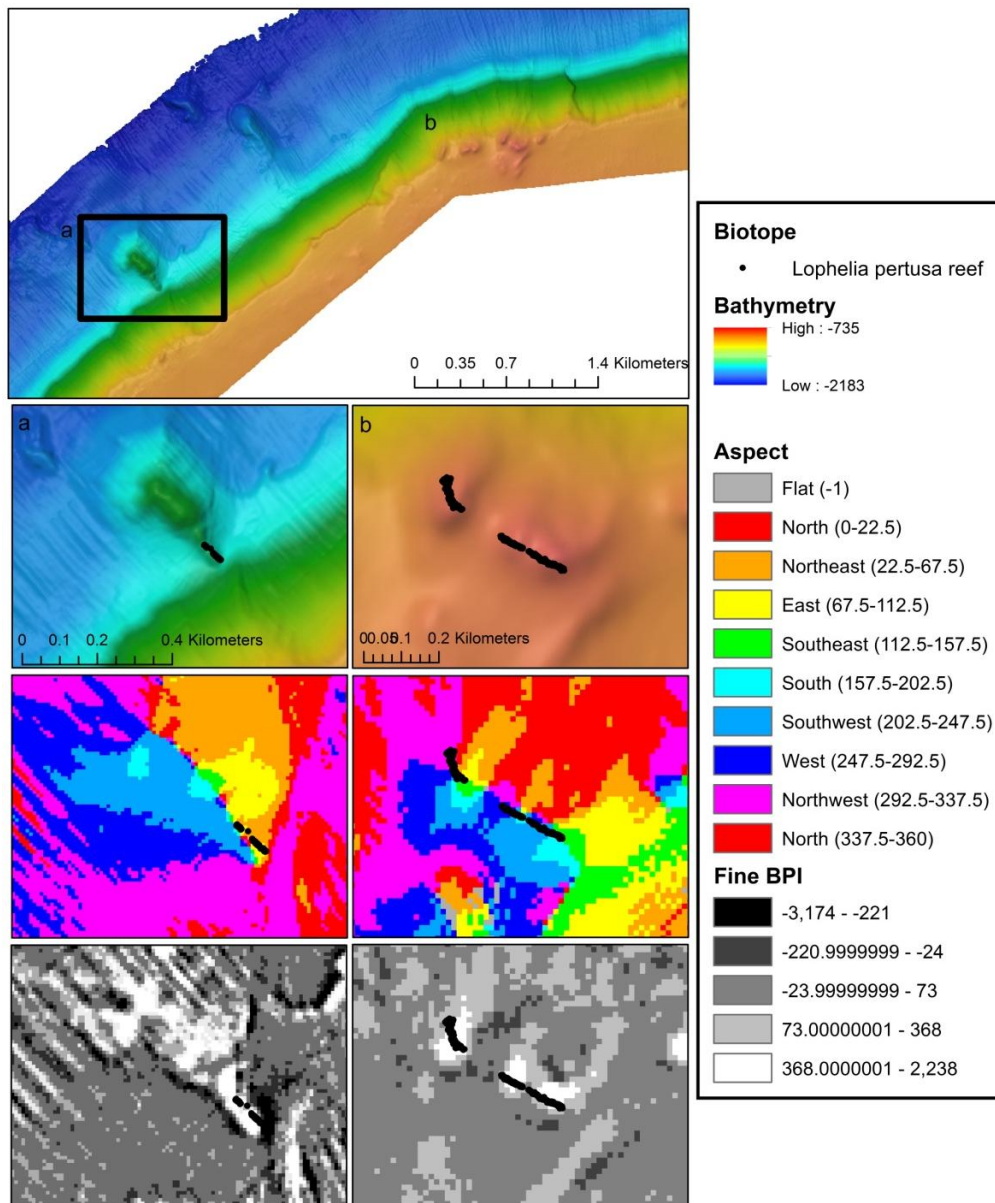 b
a
0 0.35 0.7 1.4 Kilometers
a
b
0 0.1 0.2 0.4 Kilometers
00.050.1 0.2 Kilometers
Biotope
Lophelia pertusa reef
Bathymetry
High : -735
Low : -2183
Aspect
Flat (-1)
North (0-22.5)
Northeast (22.5-67.5)
East (67.5-112.5)
Southeast (112.5-157.5)
South (157.5-202.5)
Southwest (202.5-247.5)
West (247.5-292.5)
Northwest (292.5-337.5)
North (337.5-360)
Fine BPI
-3,174 - -221
-220.9999999 - -24
-23.99999999 - 73
73.00000001 - 368
368.0000001 - 2,238